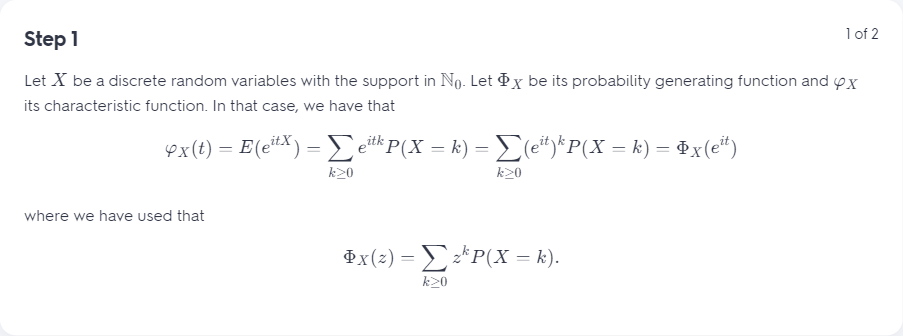 Step 1
1 of 2
Let X be a discrete random variables with the support in ℕ₀. Let Φ_X be its probability generating function and φ_X
its characteristic function. In that case, we have that
φ_X(t) = E(e^{itX}) = ∑_{k≥0} e^{itk} P(X = k) = ∑_{k≥0} (e^{it})^k P(X = k) = Φ_X(e^{it})
where we have used that
Φ_X(z) = ∑_{k≥0} z^k P(X = k).